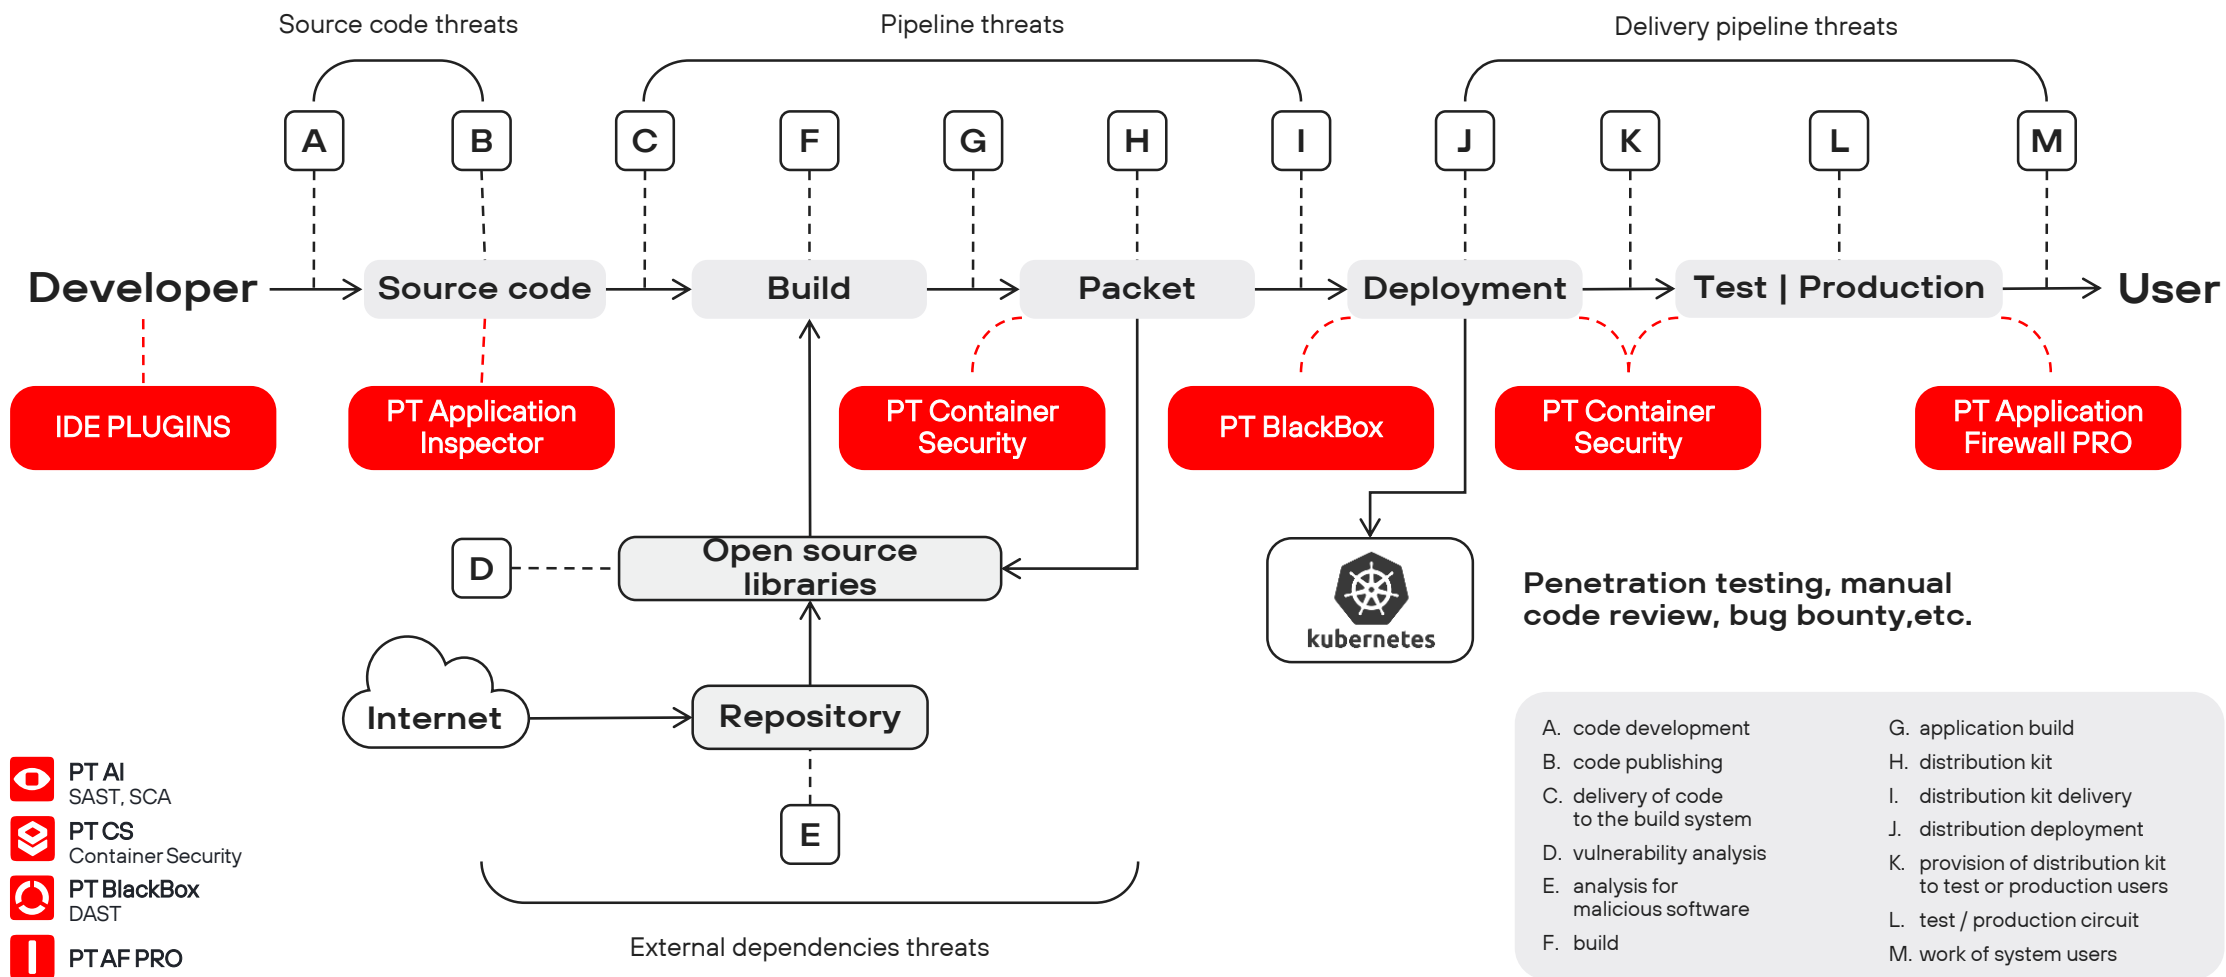 Source code threats
Pipeline threats
Delivery pipeline threats
A
B
C
F
G
H
I
J
K
L
M
Developer
Source code
Build
Packet
Deployment
Test | Production
User
IDE PLUGINS
PT Application
Inspector
PT Container
Security
PT BlackBox
PT Container
Security
PT Application
Firewall PRO
D
Open source
libraries
kubernetes
Penetration testing, manual
code review, bug bounty,etc.
Internet
Repository
E
External dependencies threats
PT AI
SAST, SCA
PT CS
Container Security
PT BlackBox
DAST
PT AF PRO
A. code development
B. code publishing
C. delivery of code
to the build system
D. vulnerability analysis
E. analysis for
malicious software
F. build
G. application build
H. distribution kit
I. distribution kit delivery
J. distribution deployment
K. provision of distribution kit
to test or production users
L. test / production circuit
M. work of system users